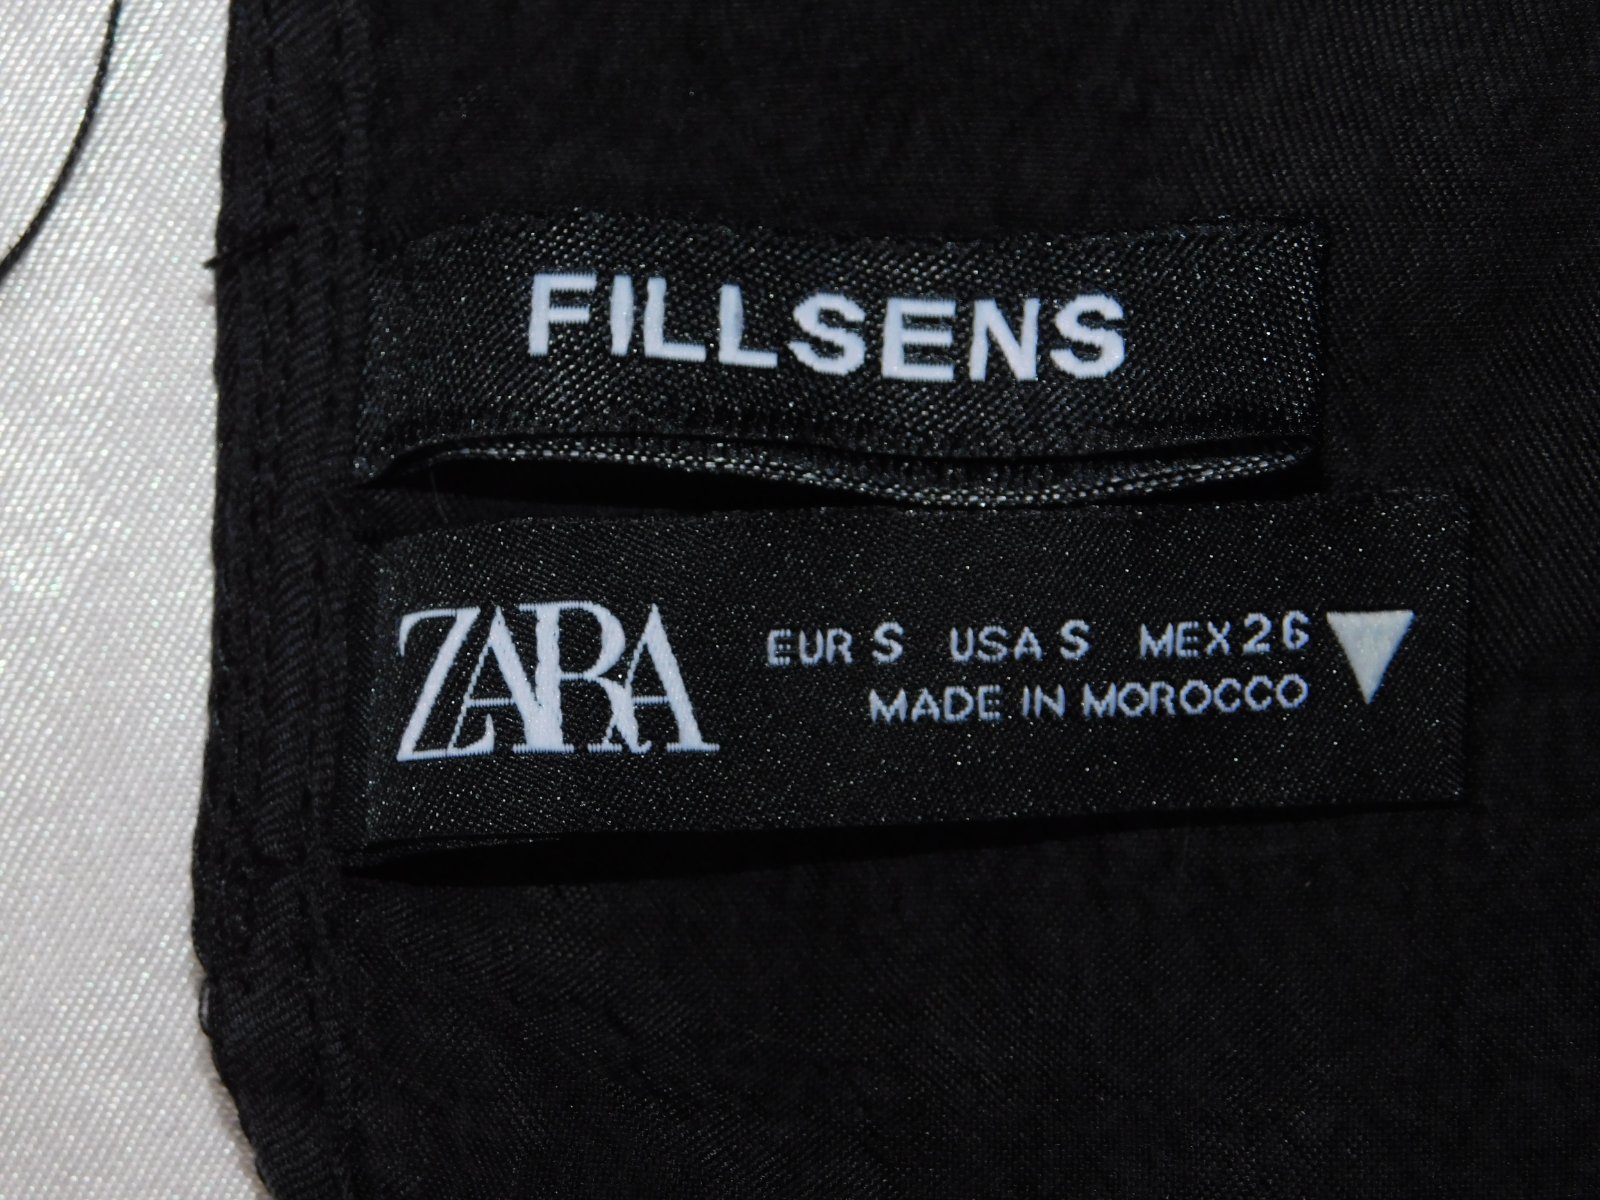 FILLSENS
ZARA
EUR S USA S MEX 26
MADE IN MOROCCO